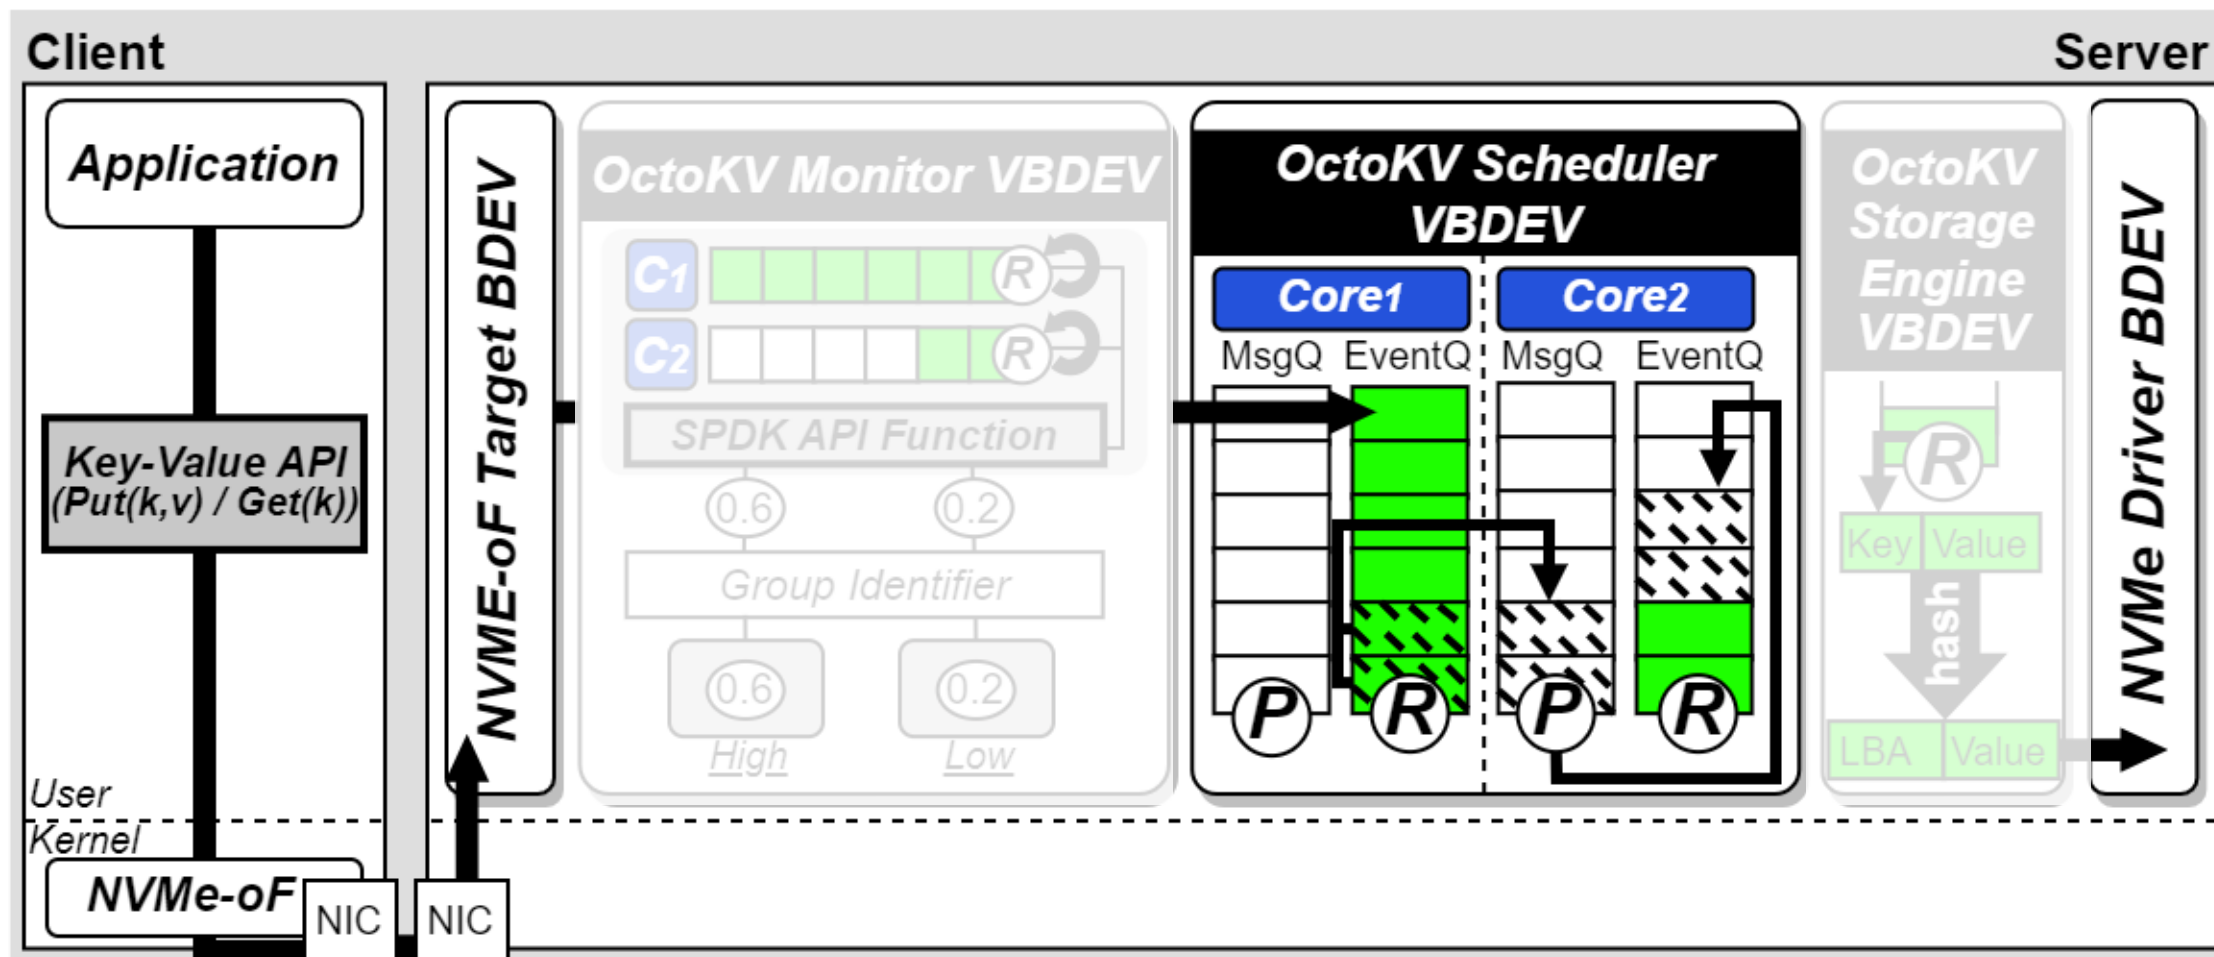 Client
Server
Application
Key-Value API
(Put(k,v) / Get(k))
User
Kernel
NVMe-oF
NIC
NIC
NVME-oF Target BDEV
OctoKV Monitor VBDEV
C1
R
C2
R
SPDK API Function
0.6
0.2
Group Identifier
0.6
0.2
High
Low
OctoKV Scheduler
VBDEV
Core1
Core2
MsgQ
EventQ
MsgQ
EventQ
P
R
P
R
OctoKV
Storage
Engine
VBDEV
R
Key
Value
hash
LBA
Value
NVMe Driver BDEV